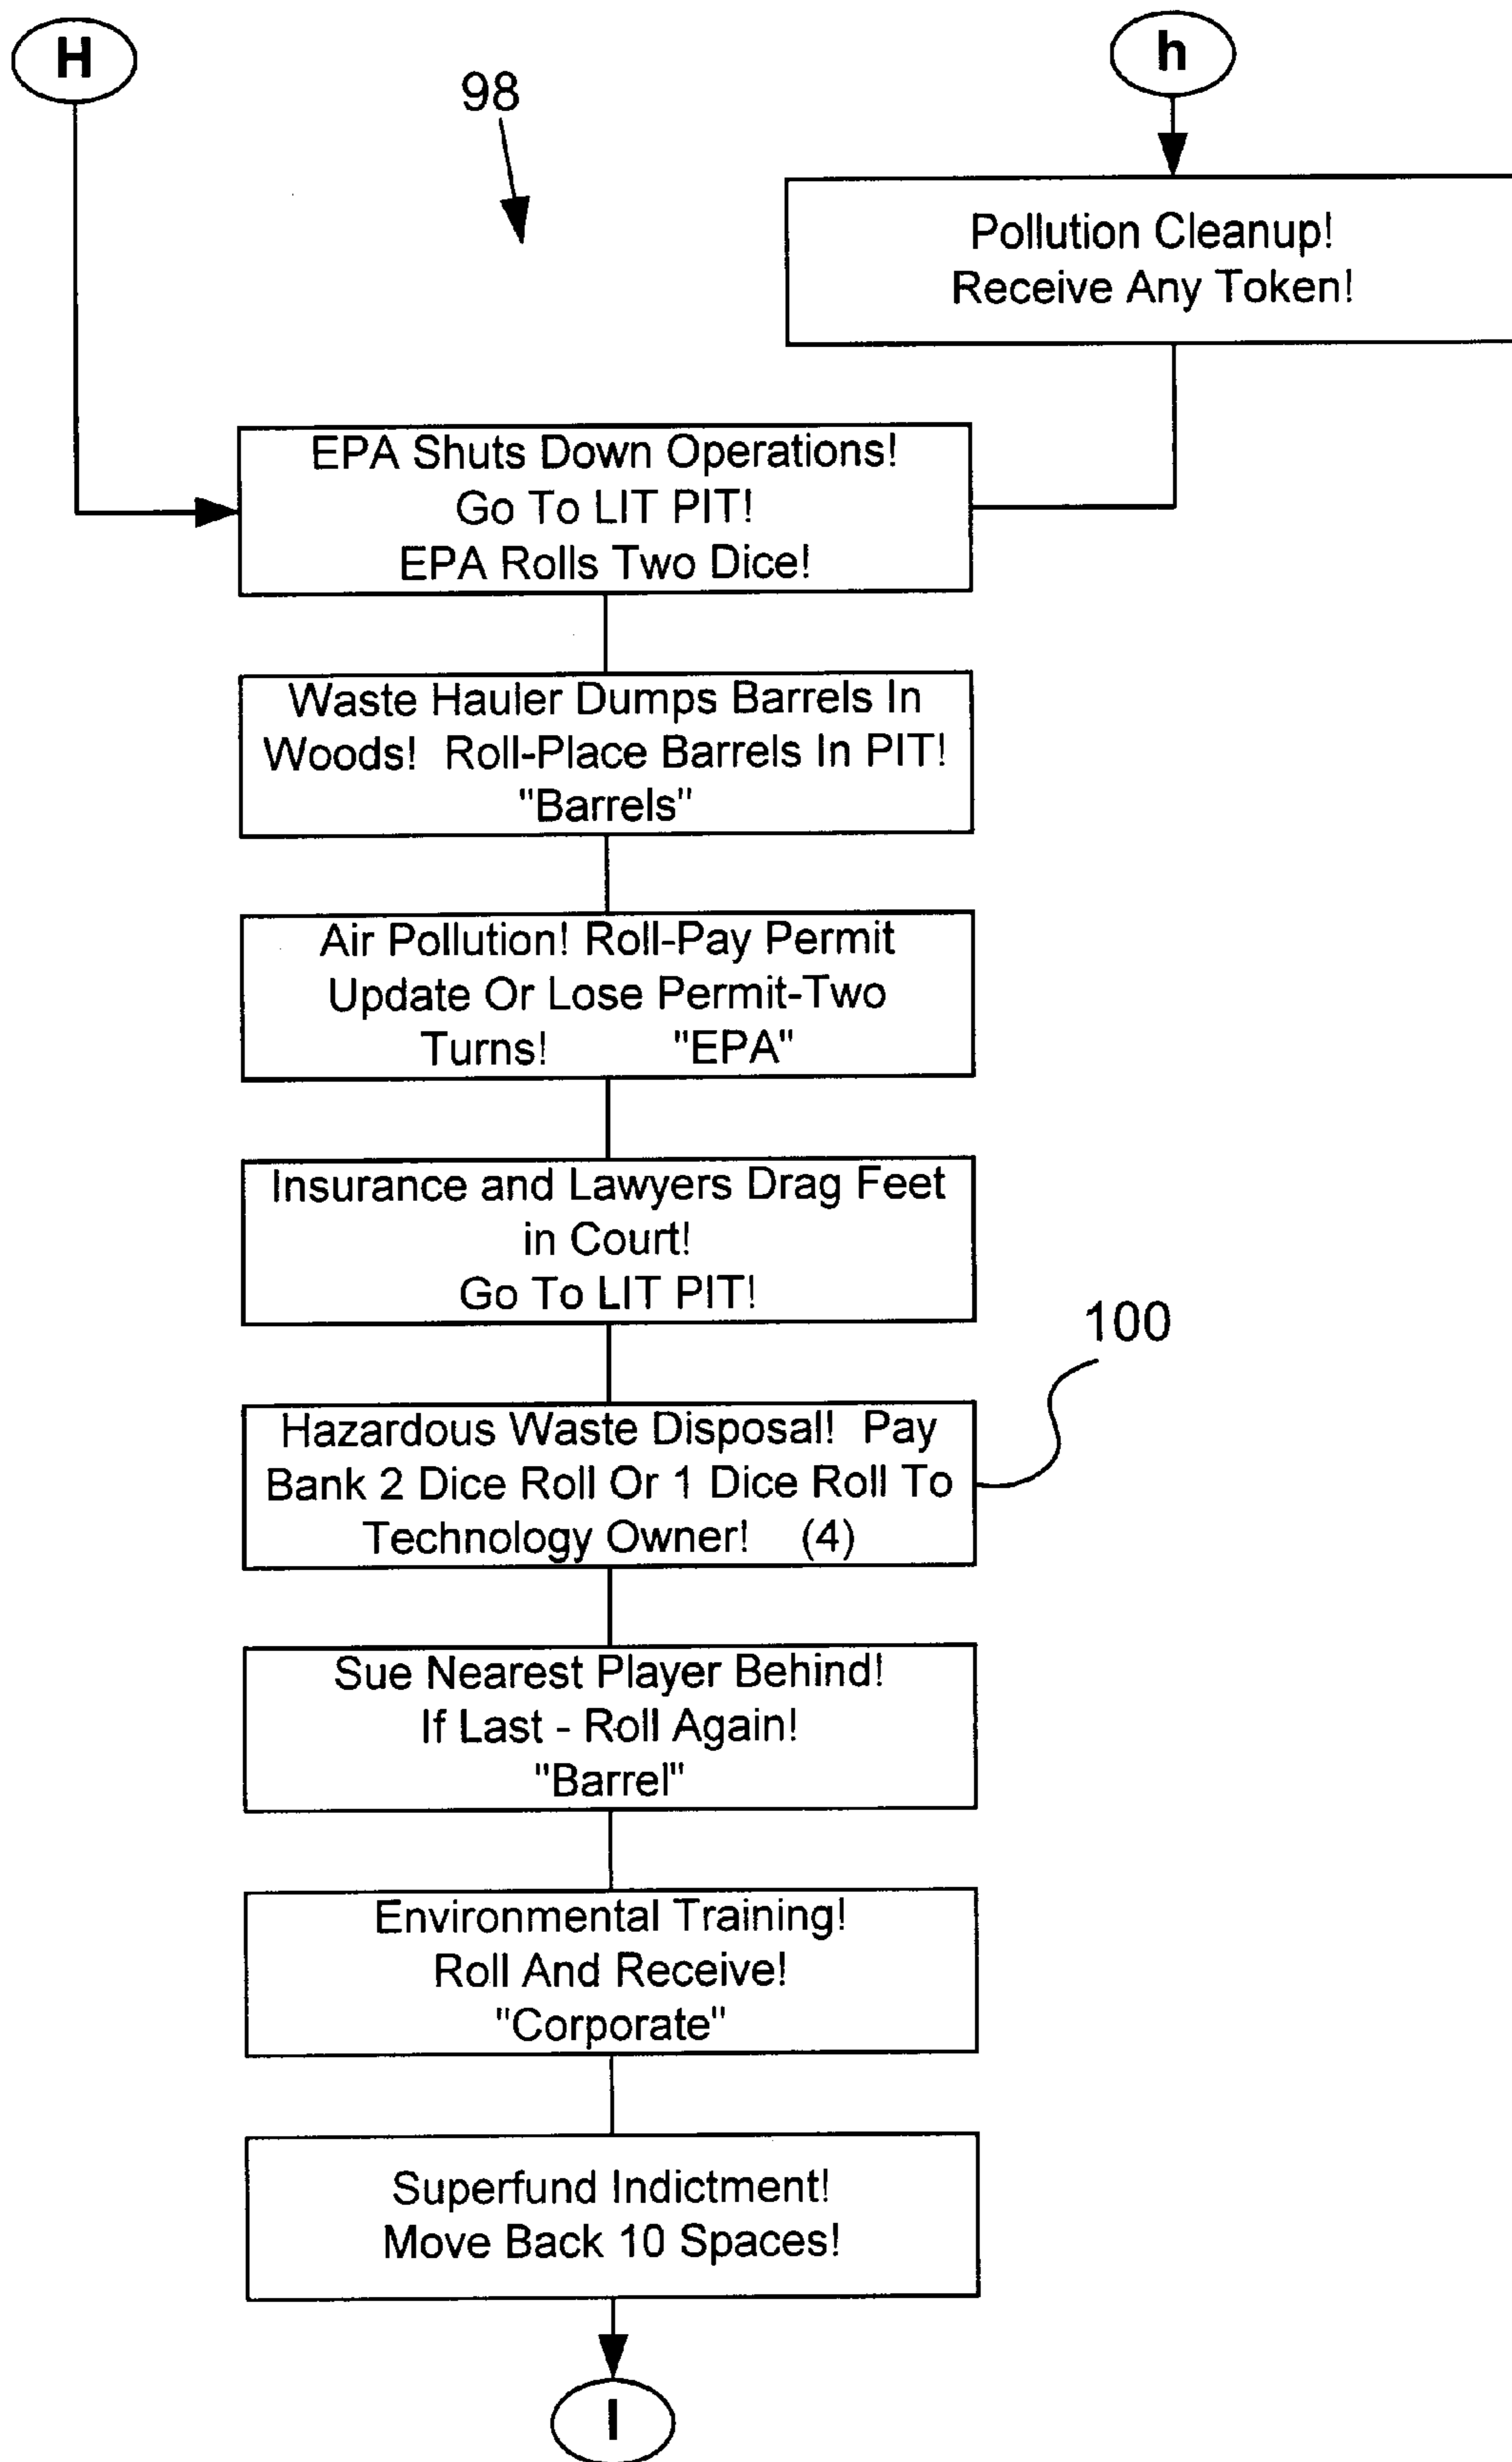 H
h
98
Pollution Cleanup!
Receive Any Token!
EPA Shuts Down Operations!
Go To LIT PIT!
EPA Rolls Two Dice!
Waste Hauler Dumps Barrels In
Woods! Roll-Place Barrels In PIT!
"Barrels"
Air Pollution! Roll-Pay Permit
Update Or Lose Permit-Two
Turns! "EPA"
Insurance and Lawyers Drag Feet
in Court!
Go To LIT PIT!
100
Hazardous Waste Disposal! Pay
Bank 2 Dice Roll Or 1 Dice Roll To
Technology Owner! (4)
Sue Nearest Player Behind!
If Last - Roll Again!
"Barrel"
Environmental Training!
Roll And Receive!
"Corporate"
Superfund Indictment!
Move Back 10 Spaces!
I